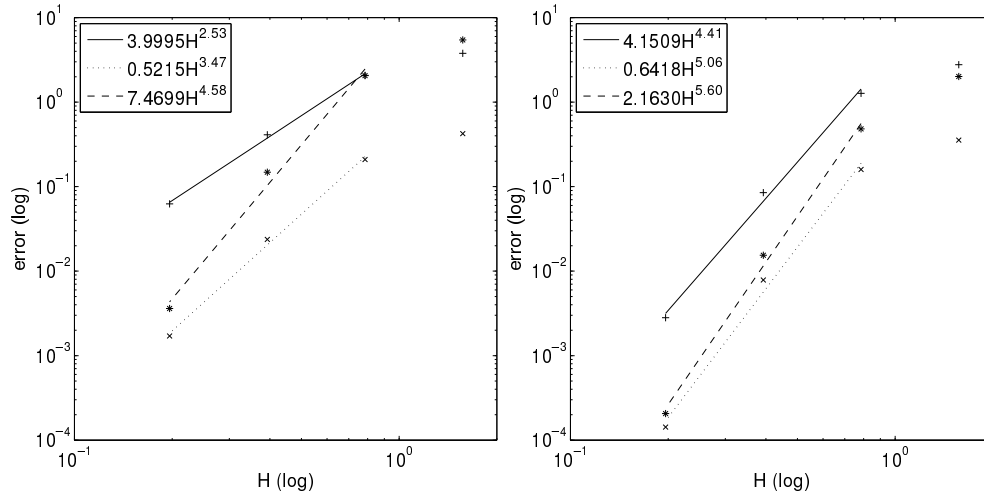 10^1
10^0
10^-1
10^-2
10^-3
10^-4
error (log)
3.9995H^2.53
0.5215H^3.47
7.4699H^4.58
10^-1
10^0
H (log)
10^1
10^0
10^-1
10^-2
10^-3
10^-4
error (log)
4.1509H^4.41
0.6418H^5.06
2.1630H^5.60
10^-1
10^0
H (log)